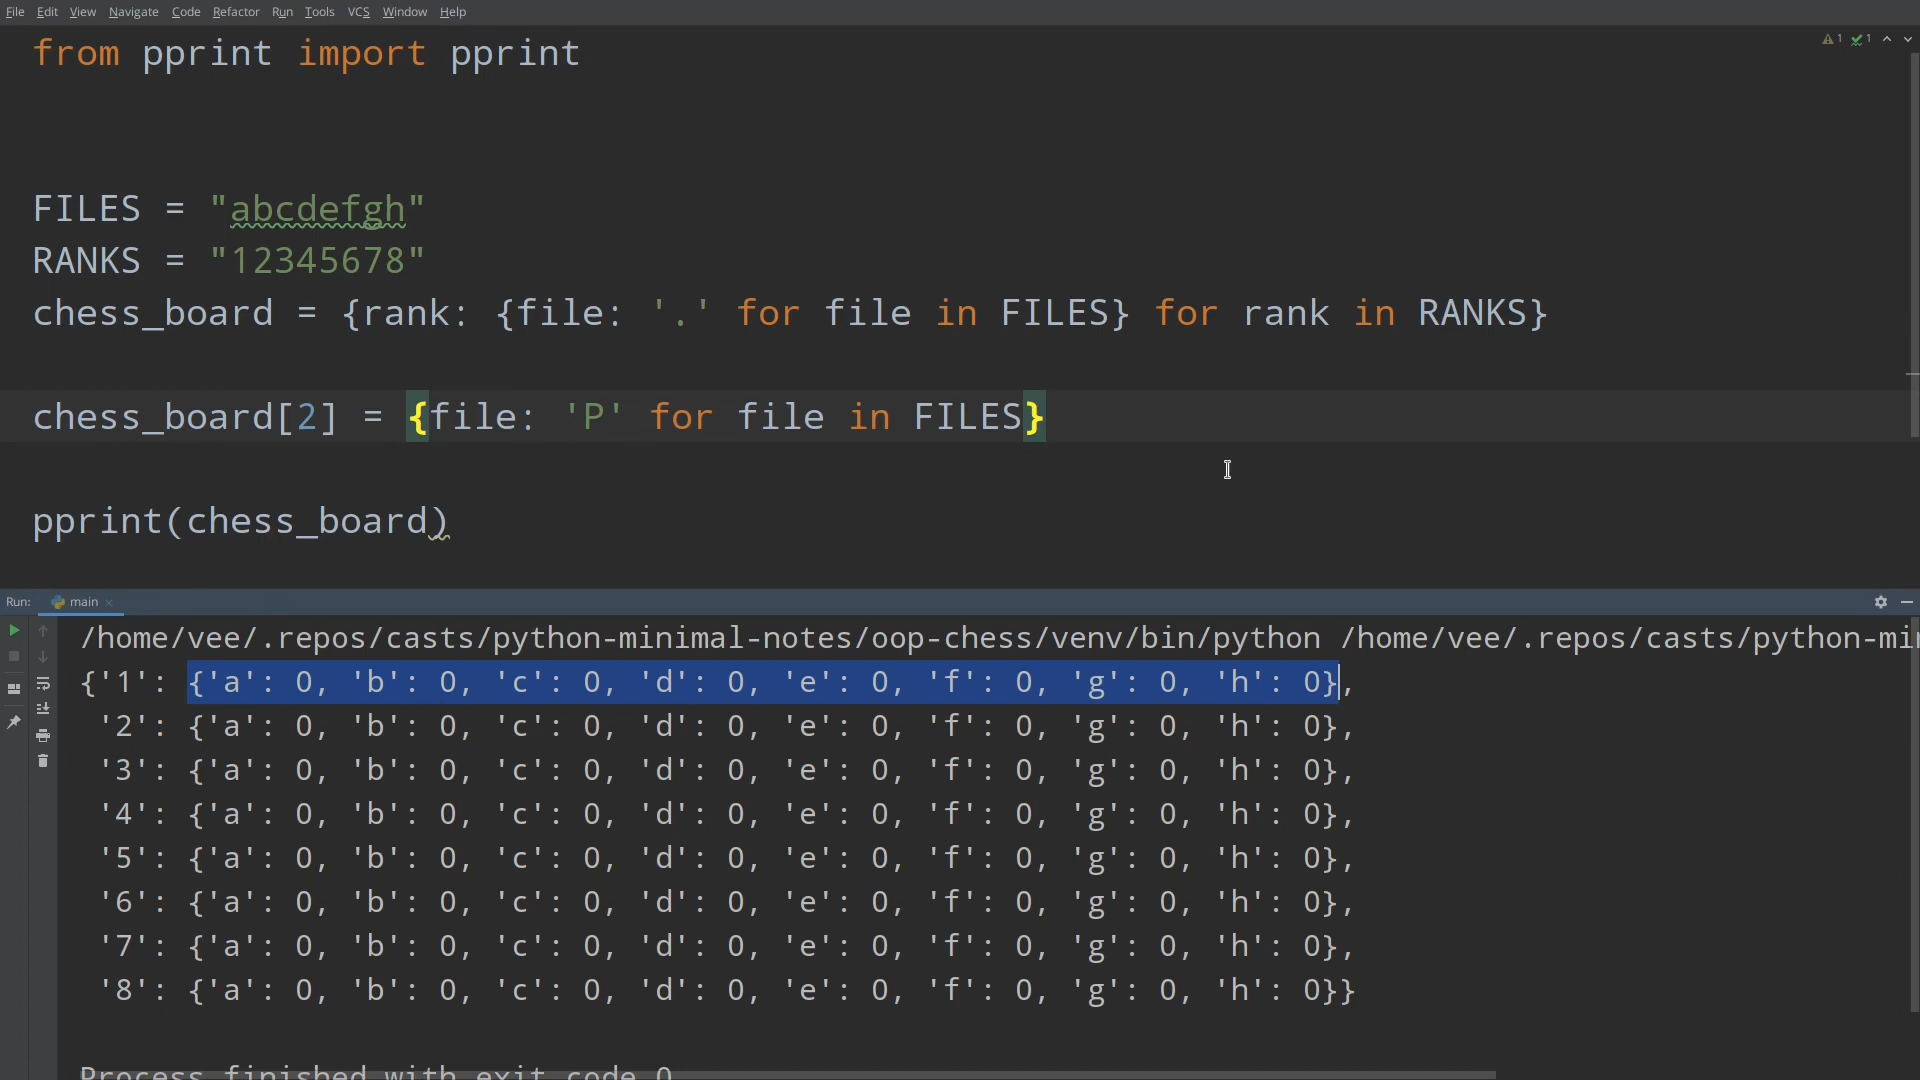 File Edit View Navigate Code Refactor Run Tools VCS Window Help
from pprint import pprint
1 1
FILES = "abcdefgh"
RANKS = "12345678"
chess_board = {rank: {file: '.' for file in FILES} for rank in RANKS}
chess_board[2] = {file: 'P' for file in FILES}
pprint(chess_board)
Run: main
/home/vee/.repos/casts/python-minimal-notes/oop-chess/venv/bin/python /home/vee/.repos/casts/python-mi
{'1': {'a': 0, 'b': 0, 'c': 0, 'd': 0, 'e': 0, 'f': 0, 'g': 0, 'h': 0},
'2': {'a': 0, 'b': 0, 'c': 0, 'd': 0, 'e': 0, 'f': 0, 'g': 0, 'h': 0},
'3': {'a': 0, 'b': 0, 'c': 0, 'd': 0, 'e': 0, 'f': 0, 'g': 0, 'h': 0},
'4': {'a': 0, 'b': 0, 'c': 0, 'd': 0, 'e': 0, 'f': 0, 'g': 0, 'h': 0},
'5': {'a': 0, 'b': 0, 'c': 0, 'd': 0, 'e': 0, 'f': 0, 'g': 0, 'h': 0},
'6': {'a': 0, 'b': 0, 'c': 0, 'd': 0, 'e': 0, 'f': 0, 'g': 0, 'h': 0},
'7': {'a': 0, 'b': 0, 'c': 0, 'd': 0, 'e': 0, 'f': 0, 'g': 0, 'h': 0},
'8': {'a': 0, 'b': 0, 'c': 0, 'd': 0, 'e': 0, 'f': 0, 'g': 0, 'h': 0}}
Process finished with exit code 0